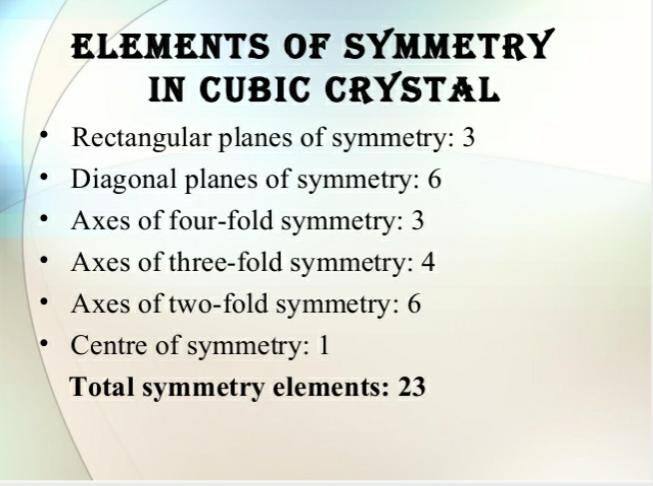 ELEMENTS OF SYMMETRY
IN CUBIC CRYSTAL
• Rectangular planes of symmetry: 3
• Diagonal planes of symmetry: 6
• Axes of four-fold symmetry: 3
• Axes of three-fold symmetry: 4
• Axes of two-fold symmetry: 6
• Centre of symmetry: 1
Total symmetry elements: 23